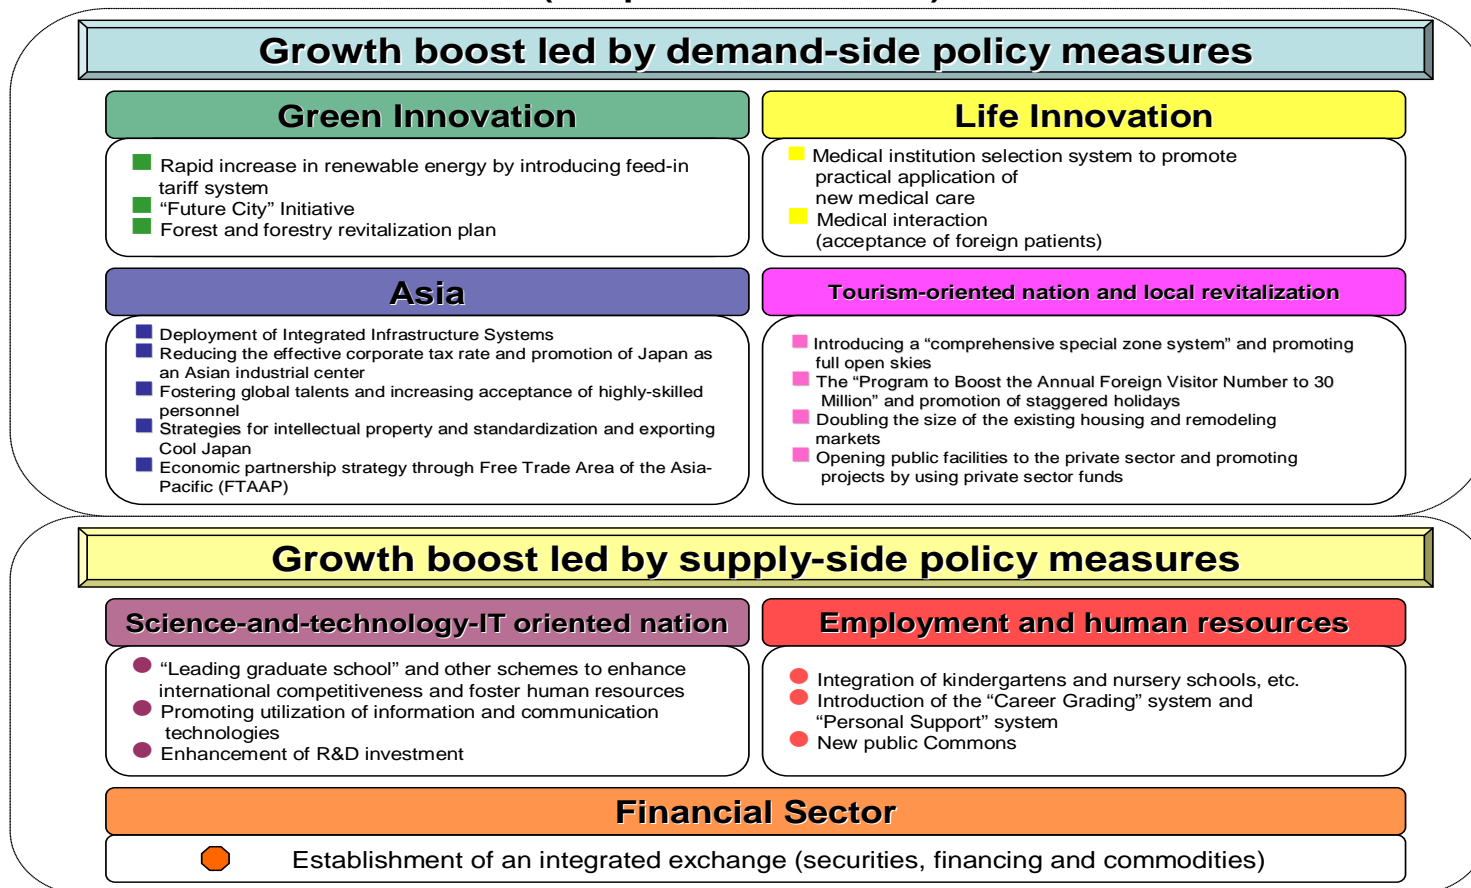 Growth boost led by demand-side policy measures
Green Innovation
Rapid increase in renewable energy by introducing feed-in
tariff system
“Future City” Initiative
Forest and forestry revitalization plan
Life Innovation
Medical institution selection system to promote
practical application of
new medical care
Medical interaction
(acceptance of foreign patients)
Asia
Deployment of Integrated Infrastructure Systems
Reducing the effective corporate tax rate and promotion of Japan as
an Asian industrial center
Fostering global talents and increasing acceptance of highly-skilled
personnel
Strategies for intellectual property and standardization and exporting
Cool Japan
Economic partnership strategy through Free Trade Area of the Asia-
Pacific (FTAAP)
Tourism-oriented nation and local revitalization
Introducing a “comprehensive special zone system” and promoting
full open skies
The “Program to Boost the Annual Foreign Visitor Number to 30
Million” and promotion of staggered holidays
Doubling the size of the existing housing and remodeling
markets
Opening public facilities to the private sector and promoting
projects by using private sector funds
Growth boost led by supply-side policy measures
Science-and-technology-IT oriented nation
“Leading graduate school” and other schemes to enhance
international competitiveness and foster human resources
Promoting utilization of information and communication
technologies
Enhancement of R&D investment
Employment and human resources
Integration of kindergartens and nursery schools, etc.
Introduction of the “Career Grading” system and
“Personal Support” system
New public Commons
Financial Sector
Establishment of an integrated exchange (securities, financing and commodities)